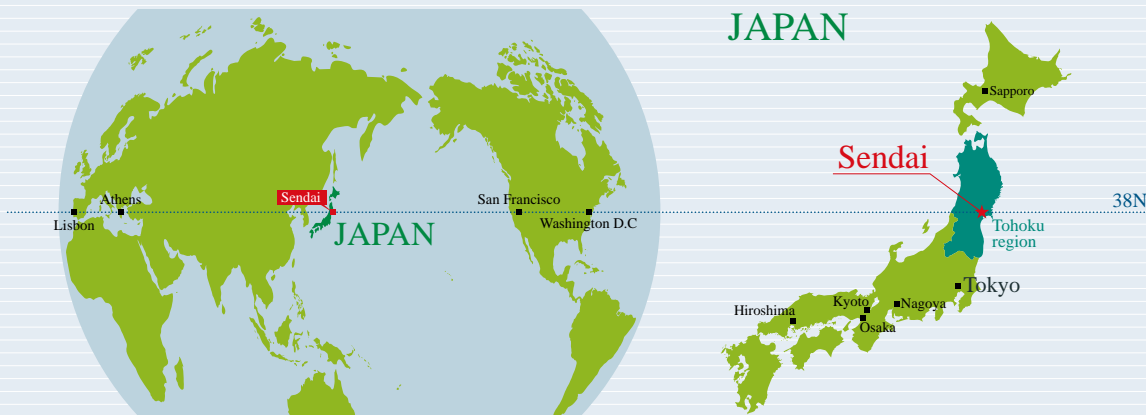 Athens
Lisbon
Sendai
JAPAN
San Francisco
Washington D.C
JAPAN
Sapporo
Sendai
38N
Tohoku
region
Tokyo
Nagoya
Kyoto
Osaka
Hiroshima